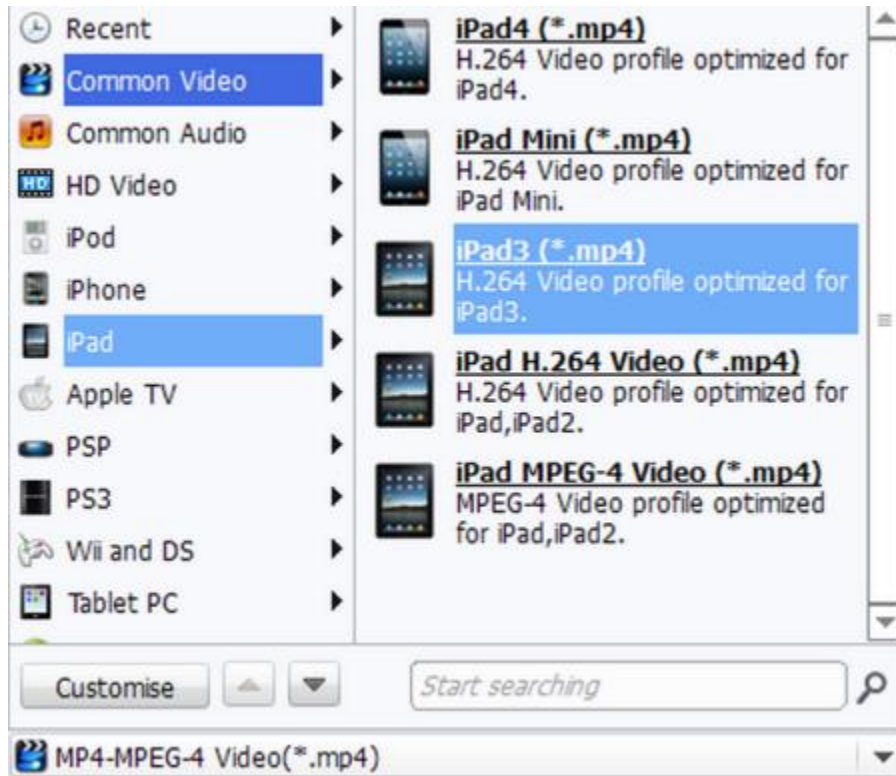 Recent
Common Video
Common Audio
HD Video
iPod
iPhone
iPad
Apple TV
PSP
PS3
Wii and DS
Tablet PC
iPad4 (*.mp4)
H.264 Video profile optimized for
iPad4.
iPad Mini (*.mp4)
H.264 Video profile optimized for
iPad Mini.
iPad3 (*.mp4)
H.264 Video profile optimized for
iPad3.
iPad H.264 Video (*.mp4)
H.264 Video profile optimized for
iPad,iPad2.
iPad MPEG-4 Video (*.mp4)
MPEG-4 Video profile optimized
for iPad,iPad2.
Customise
Start searching
MP4-MPEG-4 Video(*.mp4)